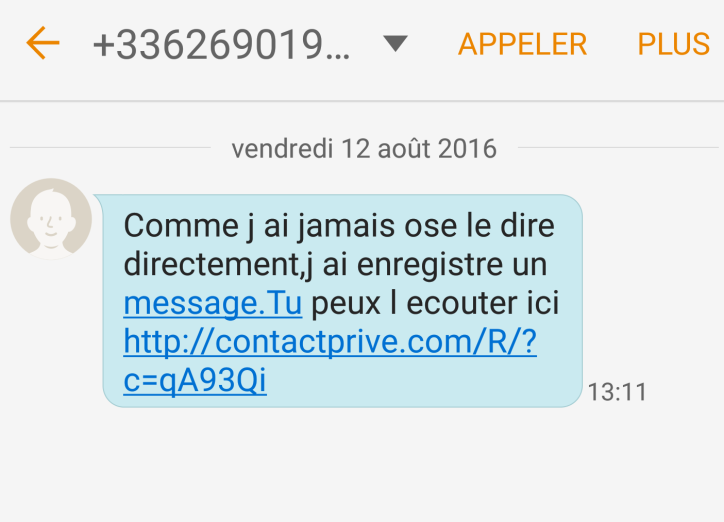 +336269019... APPELER PLUS
vendredi 12 août 2016
Comme j ai jamais ose le dire
directement,j ai enregistre un
message.Tu peux l ecouter ici
http://contactprive.com/R/?
c=qA93Qi
13:11